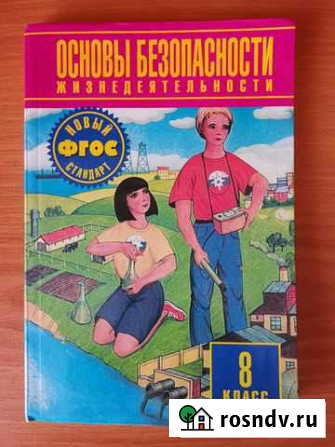 ОСНОВЫ БЕЗОПАСНОСТИ
ЖИЗНЕДЕЯТЕЛЬНОСТИ
НОВЫЙ
ФГОС
СТАНДАРТ
8
КЛАСС
rosndv.ru